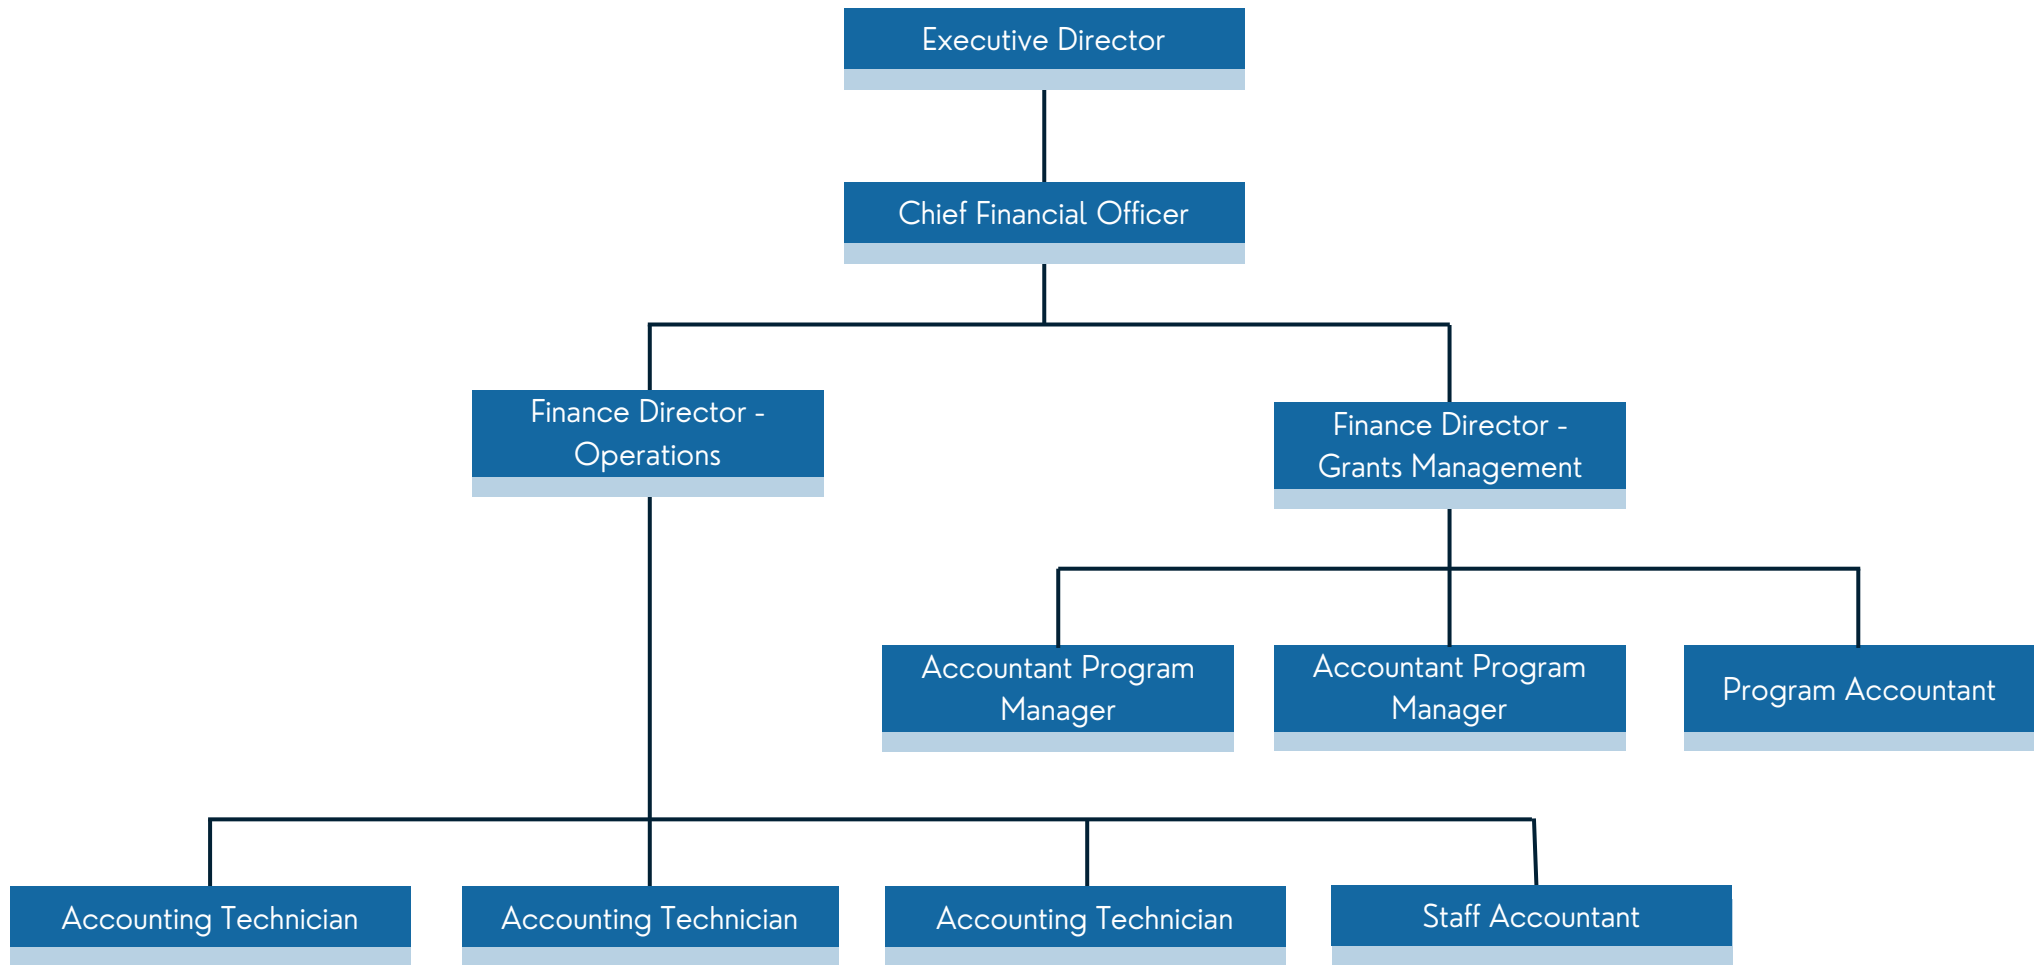 Executive Director
Chief Financial Officer
Finance Director -
Operations
Finance Director -
Grants Management
Accountant Program
Manager
Accountant Program
Manager
Program Accountant
Accounting Technician
Accounting Technician
Accounting Technician
Staff Accountant